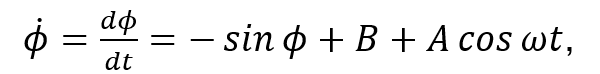 ϕ̇ = dϕ/dt = − sin ϕ + B + A cos ωt,